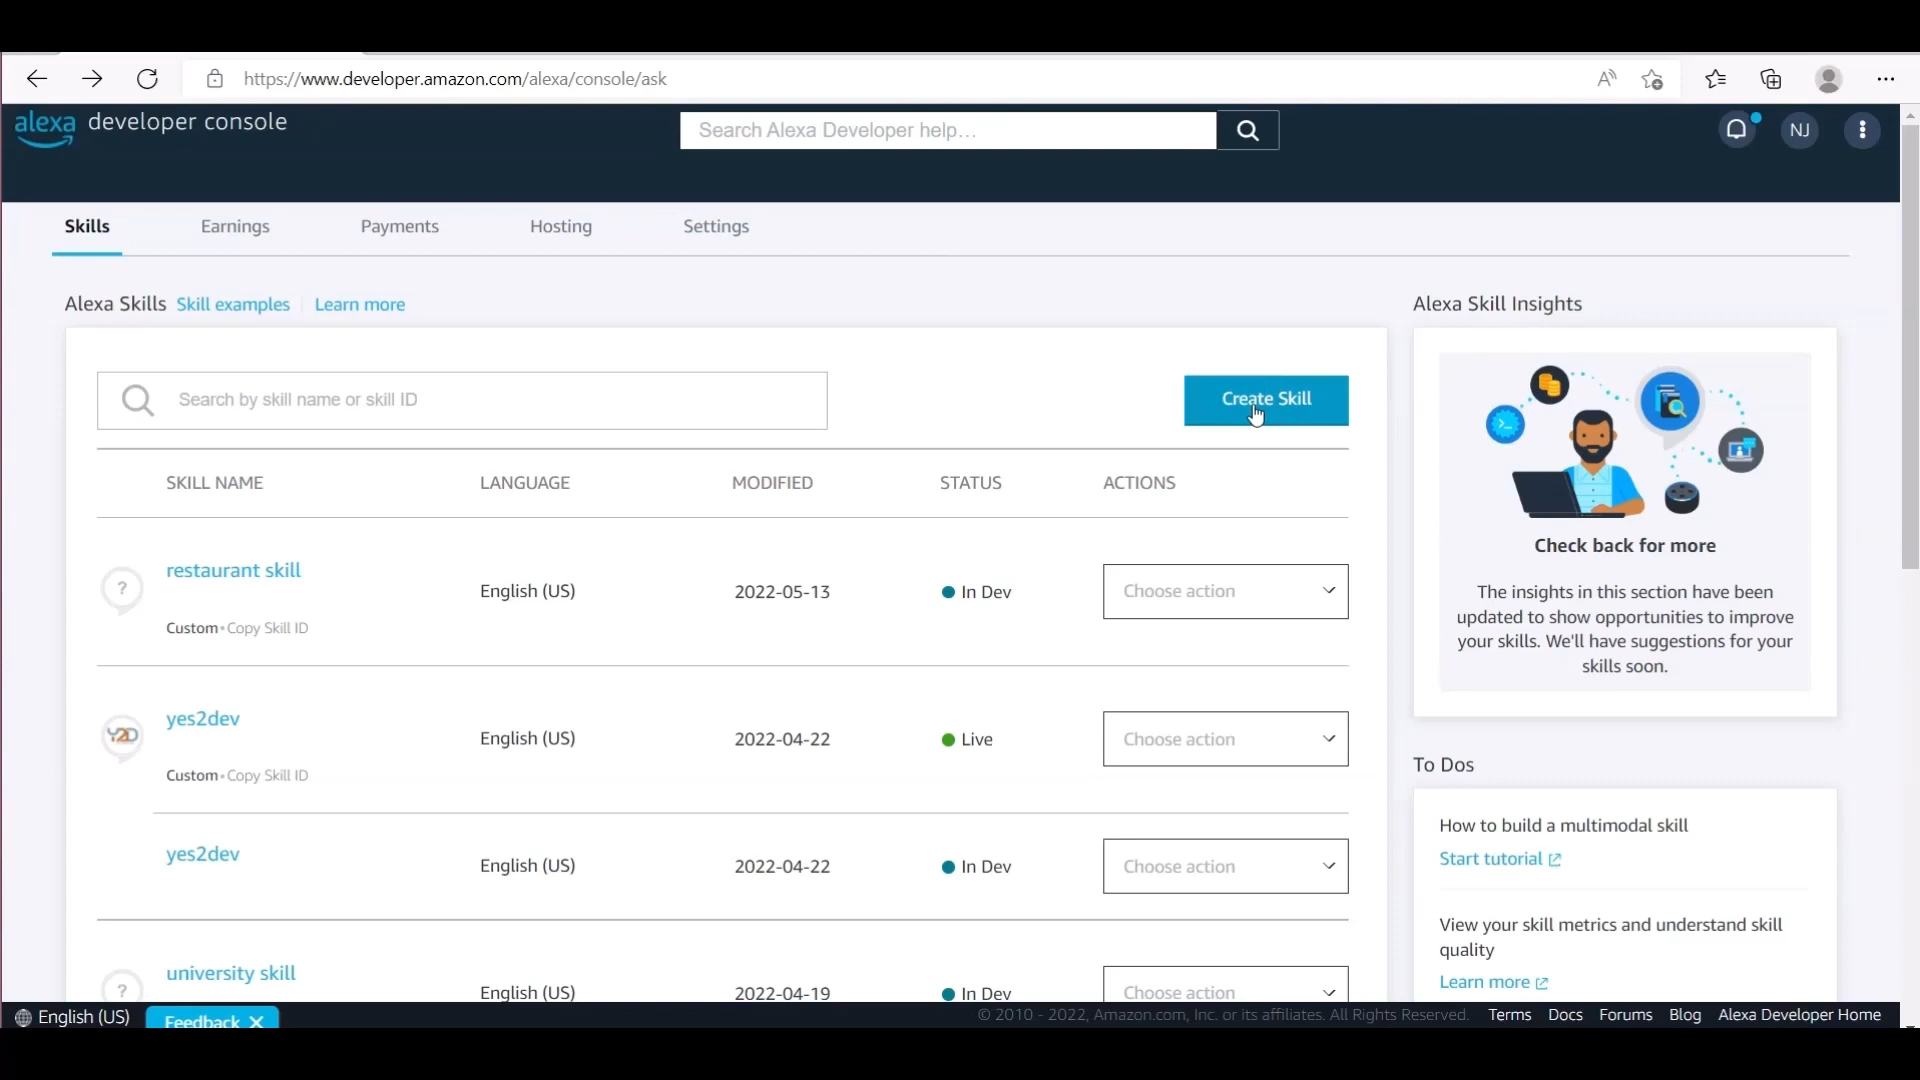 https://www.developer.amazon.com/alexa/console/ask
alexa developer console
Search Alexa Developer help...
NJ
Skills
Earnings
Payments
Hosting
Settings
Alexa Skills
Skill examples
Learn more
Search by skill name or skill ID
Create Skill
SKILL NAME
LANGUAGE
MODIFIED
STATUS
ACTIONS
restaurant skill
English (US)
2022-05-13
In Dev
Choose action
Custom•Copy Skill ID
Y2D
yes2dev
English (US)
2022-04-22
Live
Choose action
Custom•Copy Skill ID
yes2dev
English (US)
2022-04-22
In Dev
Choose action
university skill
English (US)
2022-04-19
In Dev
Choose action
Alexa Skill Insights
Check back for more
The insights in this section have been
updated to show opportunities to improve
your skills. We'll have suggestions for your
skills soon.
To Dos
How to build a multimodal skill
Start tutorial
View your skill metrics and understand skill
quality
Learn more
English (US)
Feedback
© 2010 - 2022, Amazon.com, Inc. or its affiliates. All Rights Reserved.
Terms
Docs
Forums
Blog
Alexa Developer Home